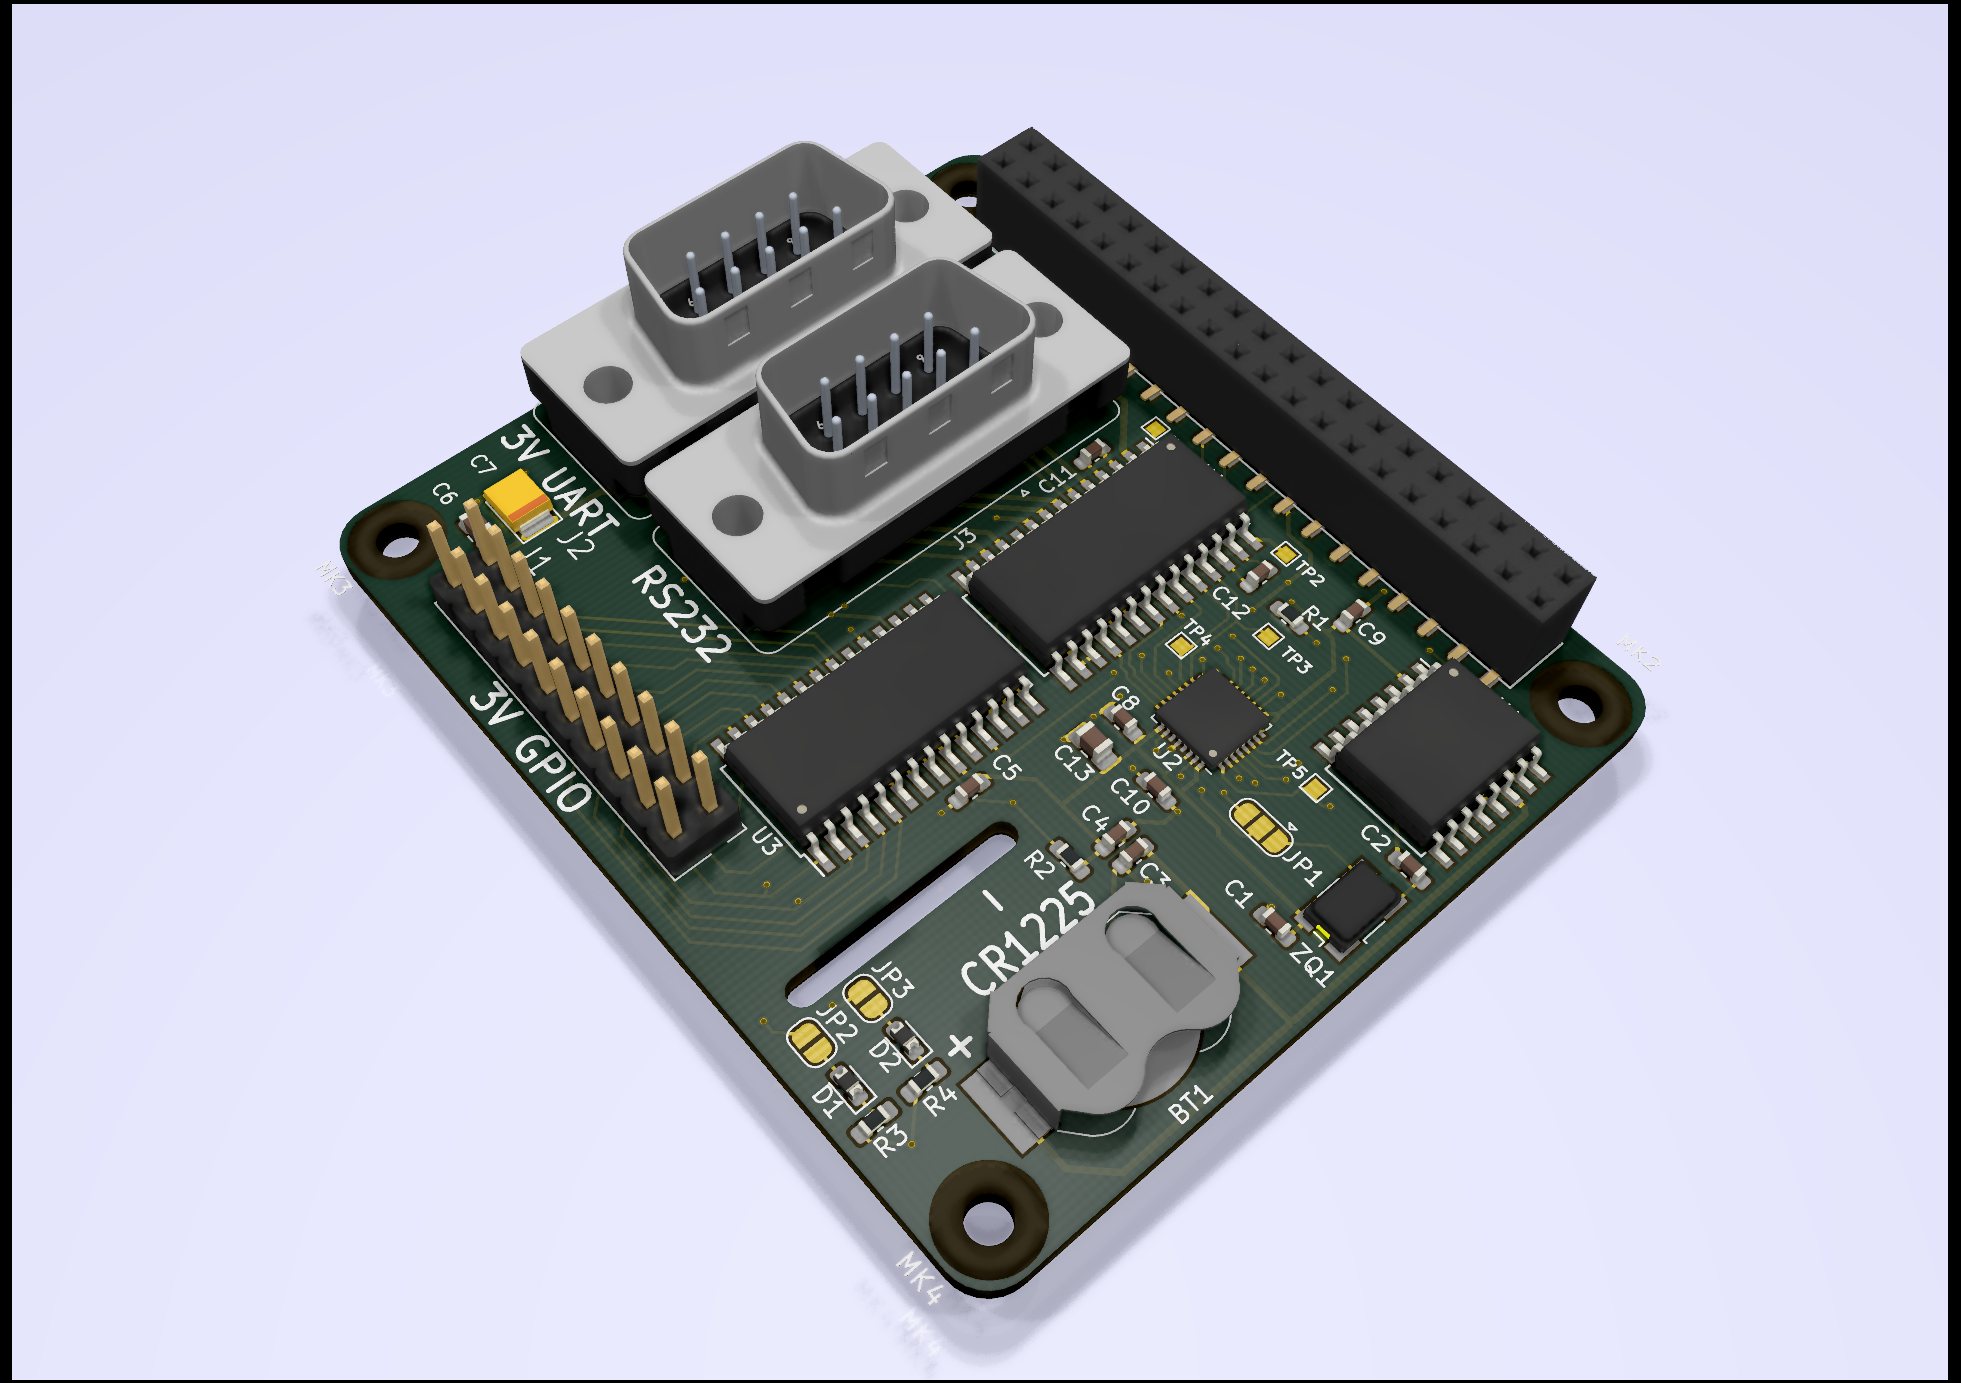 C7
C6
3V UART
J2
J1
RS232
J3
C11
3V GPIO
U3
C5
TP2
C12
R1
C9
TP4
TP3
C8
C13
U2
C10
TP5
C4
R2
C3
JP1
C2
C1
ZQ1
CR1225
-
+
BT1
JP3
JP2
D2
D1
R4
R3
MK3
MK2
MK4